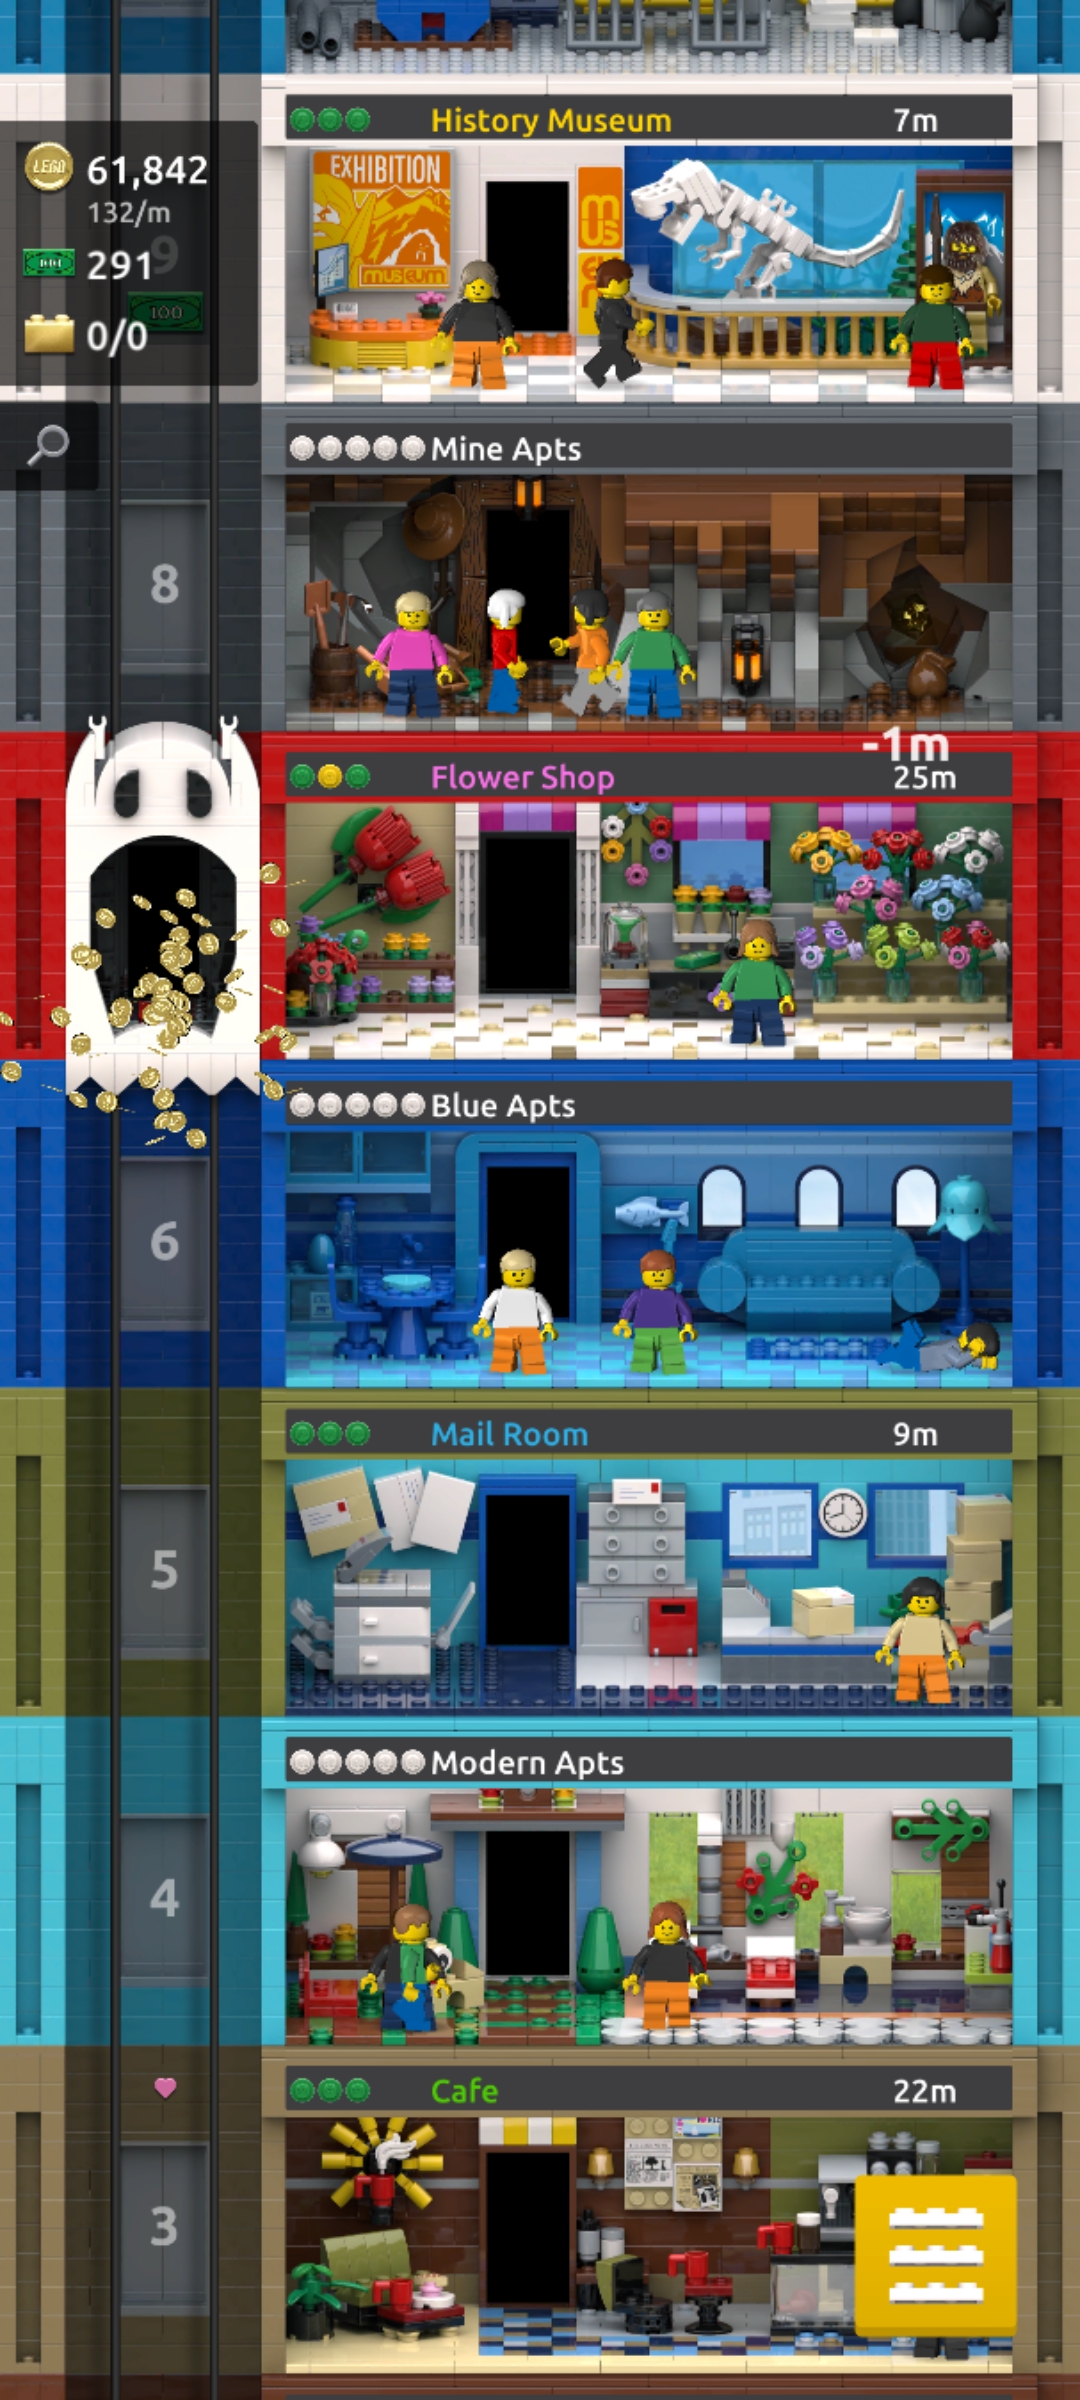 History Museum 7m
LEGO 61,842
132/m
291
9
100
0/0
EXHIBITION
museum
Mine Apts
8
-1m
Flower Shop 25m
Blue Apts
6
Mail Room 9m
5
Modern Apts
4
Cafe 22m
3